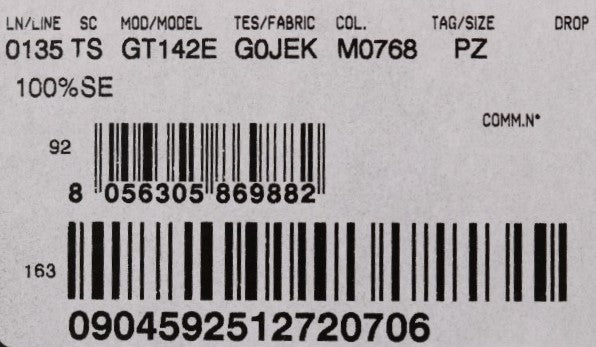 LN/LINE SC MOD/MODEL TES/FABRIC COL. TAG/SIZE DROP
0135 TS GT142E G0JEK M0768 PZ
100%SE
COMM.N°
92
8 056305 869882
163
0904592512720706